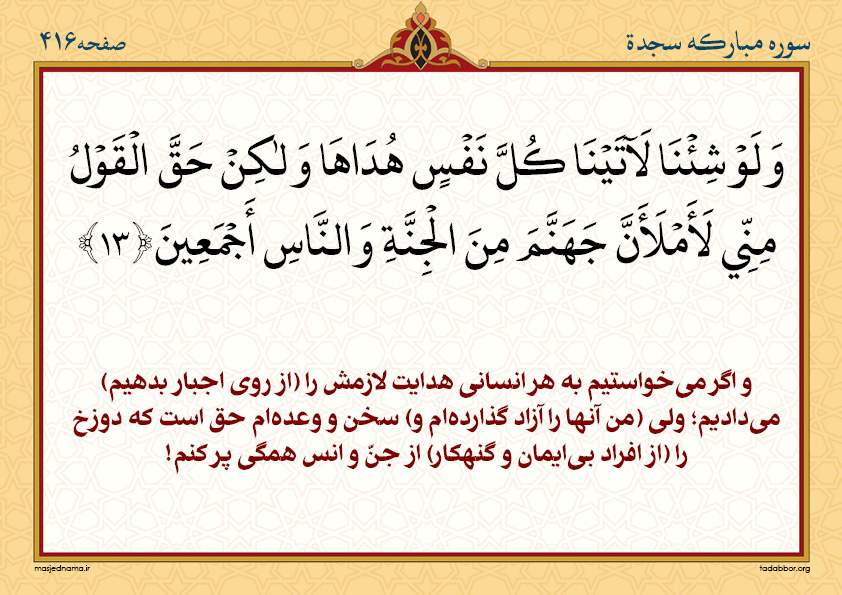 سوره مبارکه سجدة
صفحه۴۱۶
وَلَوْ شِئْنَا لَآتَيْنَا كُلَّ نَفْسٍ هُدَاهَا وَلَٰكِنْ حَقَّ الْقَوْلُ
مِنِّي لَأَمْلَأَنَّ جَهَنَّمَ مِنَ الْجِنَّةِ وَالنَّاسِ أَجْمَعِينَ ﴿۱۳﴾
و اگر می‌خواستیم به هر انسانی هدایت لازمش را (از روی اجبار بدهیم)
می‌دادیم؛ ولی (من آنها را آزاد گذارده‌ام و) سخن و وعده‌ام حق است که دوزخ
را (از افراد بی‌ایمان و گنهکار) از جنّ و انس همگی پر کنم!
masjednama.ir
tadabbor.org